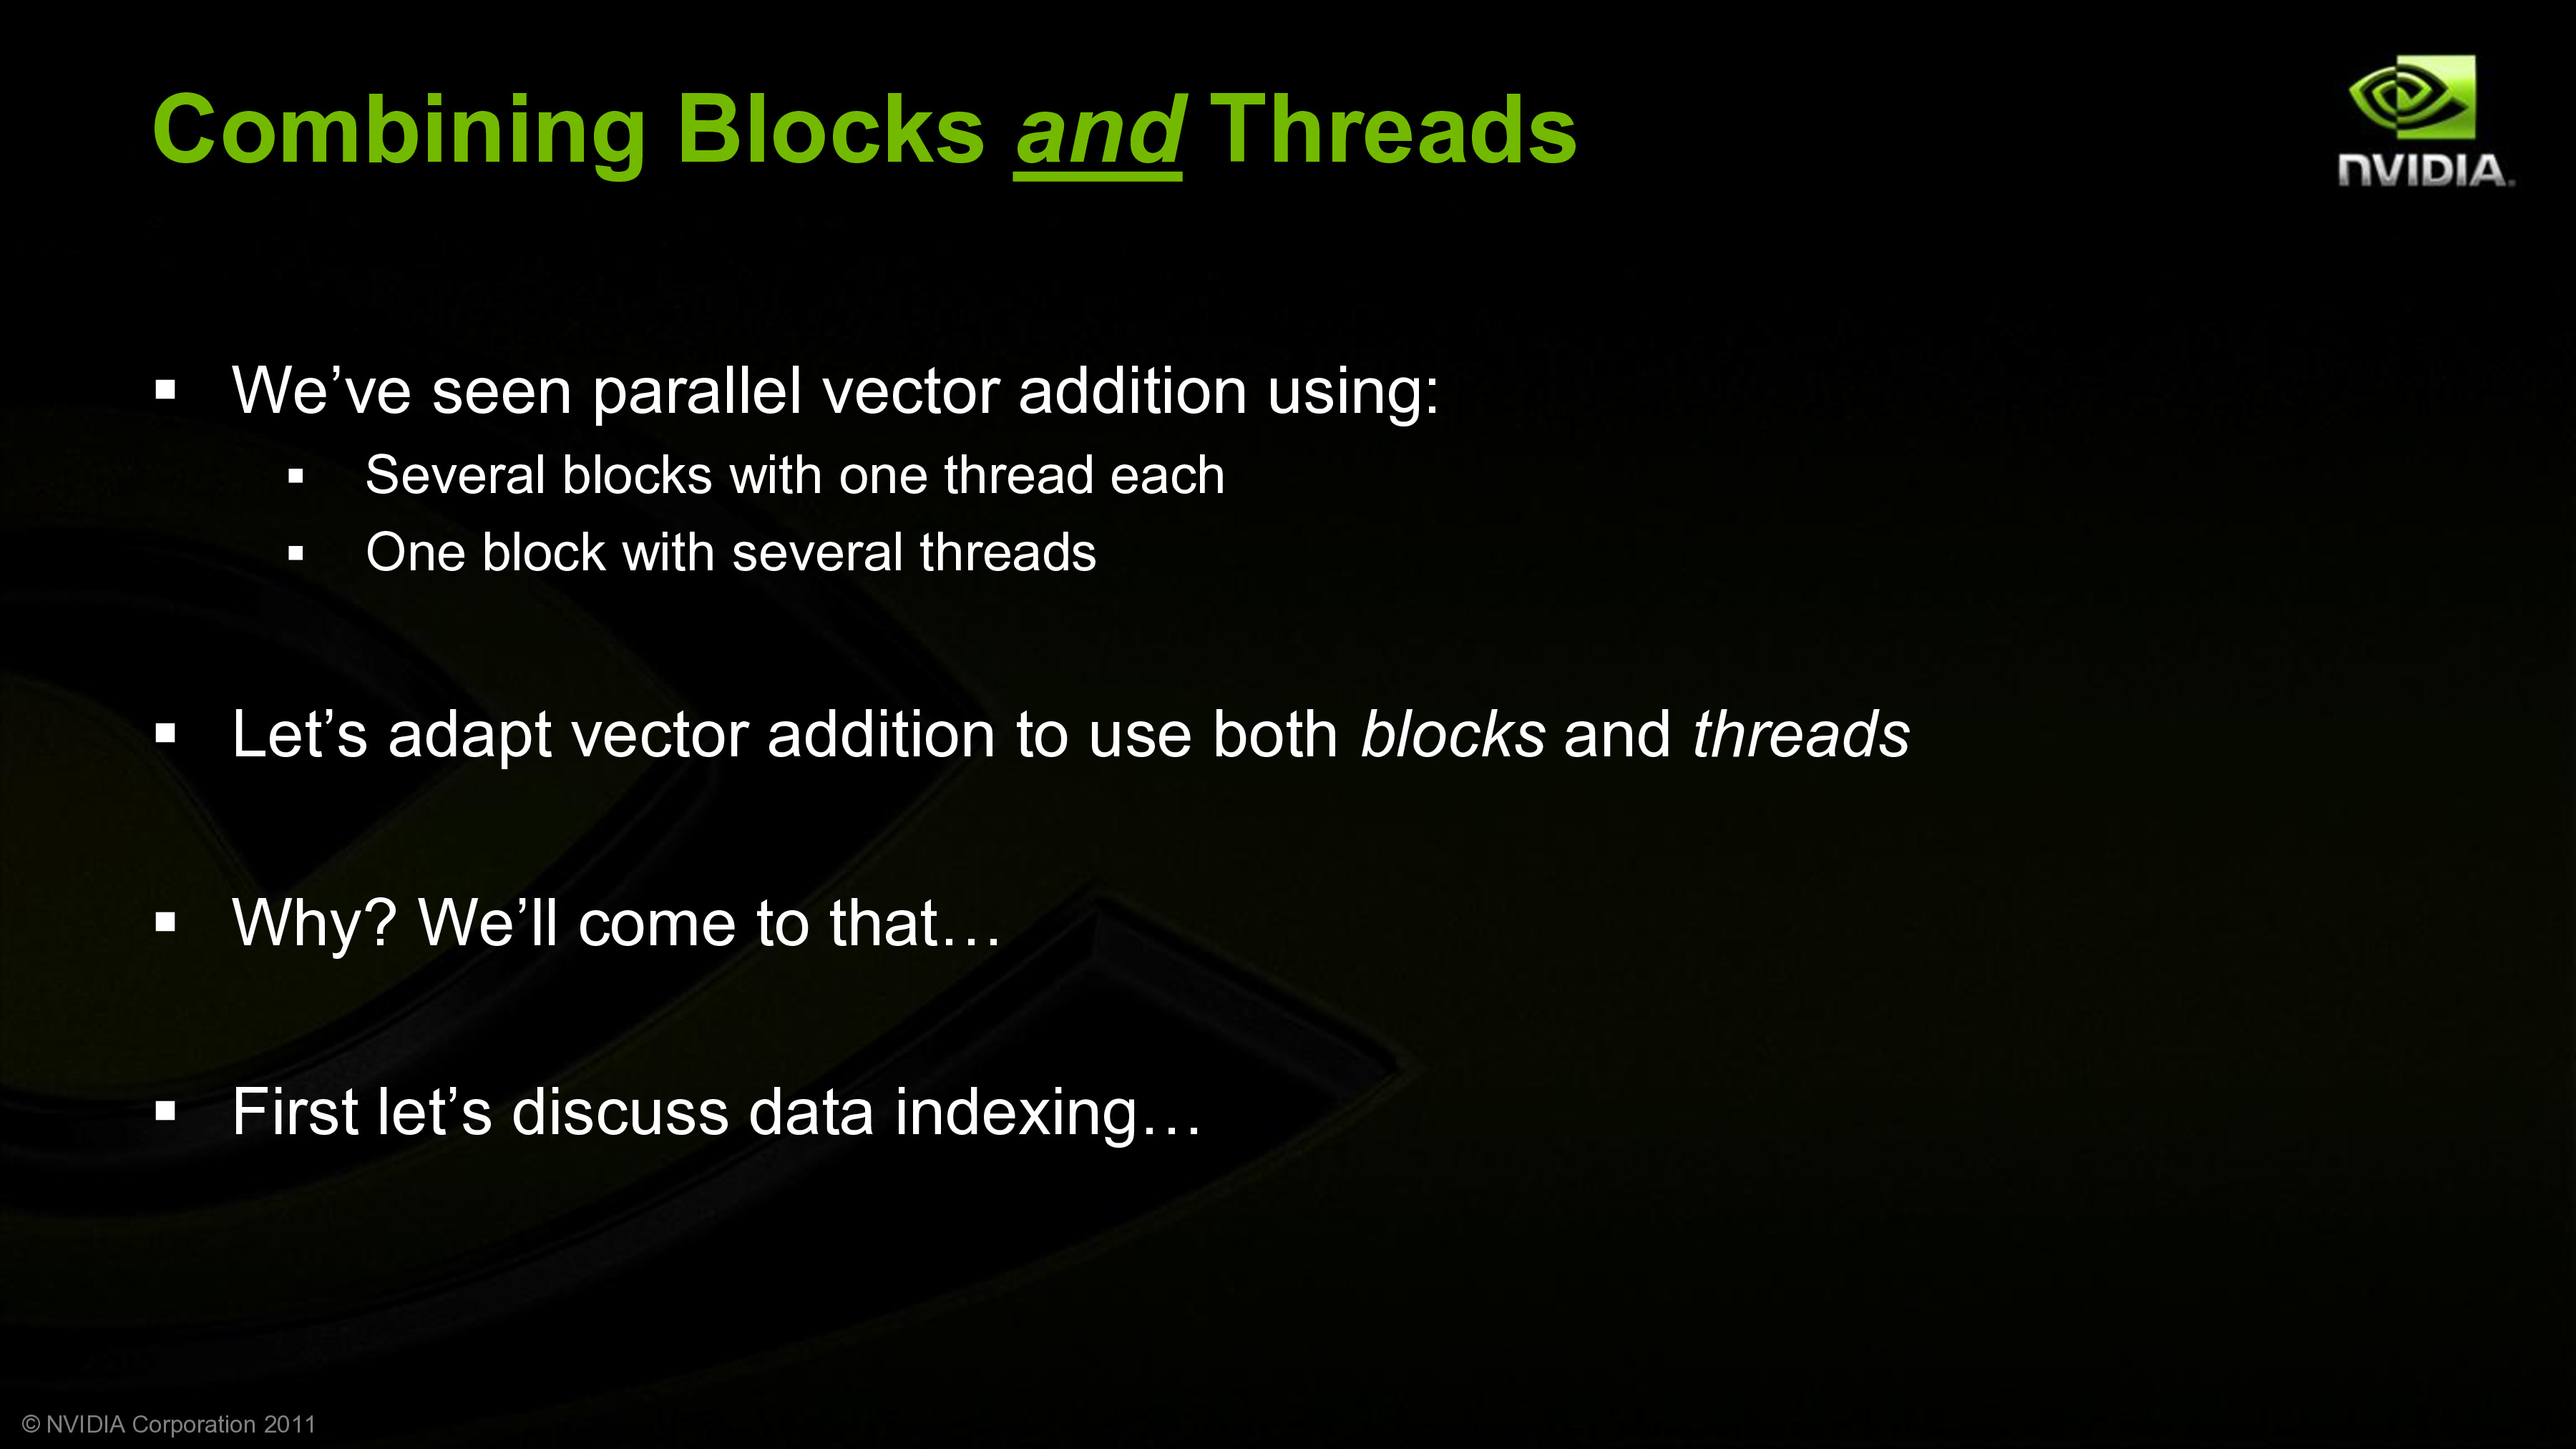 Combining Blocks and Threads
NVIDIA.
▪ We’ve seen parallel vector addition using:
▪ Several blocks with one thread each
▪ One block with several threads
▪ Let’s adapt vector addition to use both blocks and threads
▪ Why? We’ll come to that…
▪ First let’s discuss data indexing…
© NVIDIA Corporation 2011